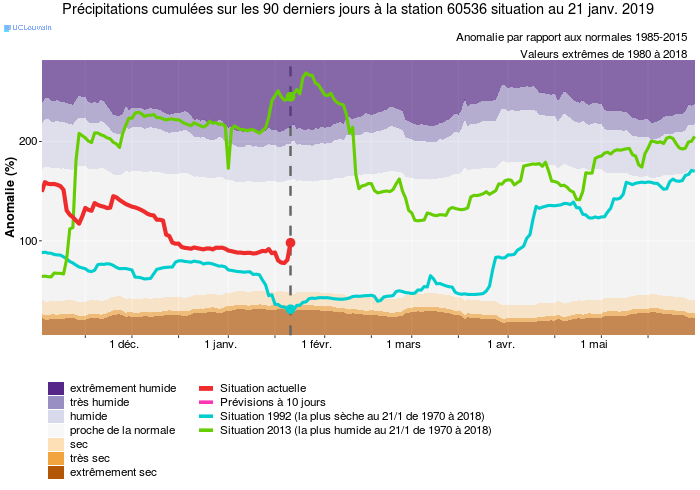 Précipitations cumulées sur les 90 derniers jours à la station 60536 situation au 21 janv. 2019
UCLouvain
Anomalie par rapport aux normales 1985-2015
Valeurs extrêmes de 1980 à 2018
Anomalie (%)
200
100
1 déc.
1 janv.
1 févr.
1 mars
1 avr.
1 mai
extrêmement humide
très humide
humide
proche de la normale
sec
très sec
extrêmement sec
Situation actuelle
Prévisions à 10 jours
Situation 1992 (la plus sèche au 21/1 de 1970 à 2018)
Situation 2013 (la plus humide au 21/1 de 1970 à 2018)